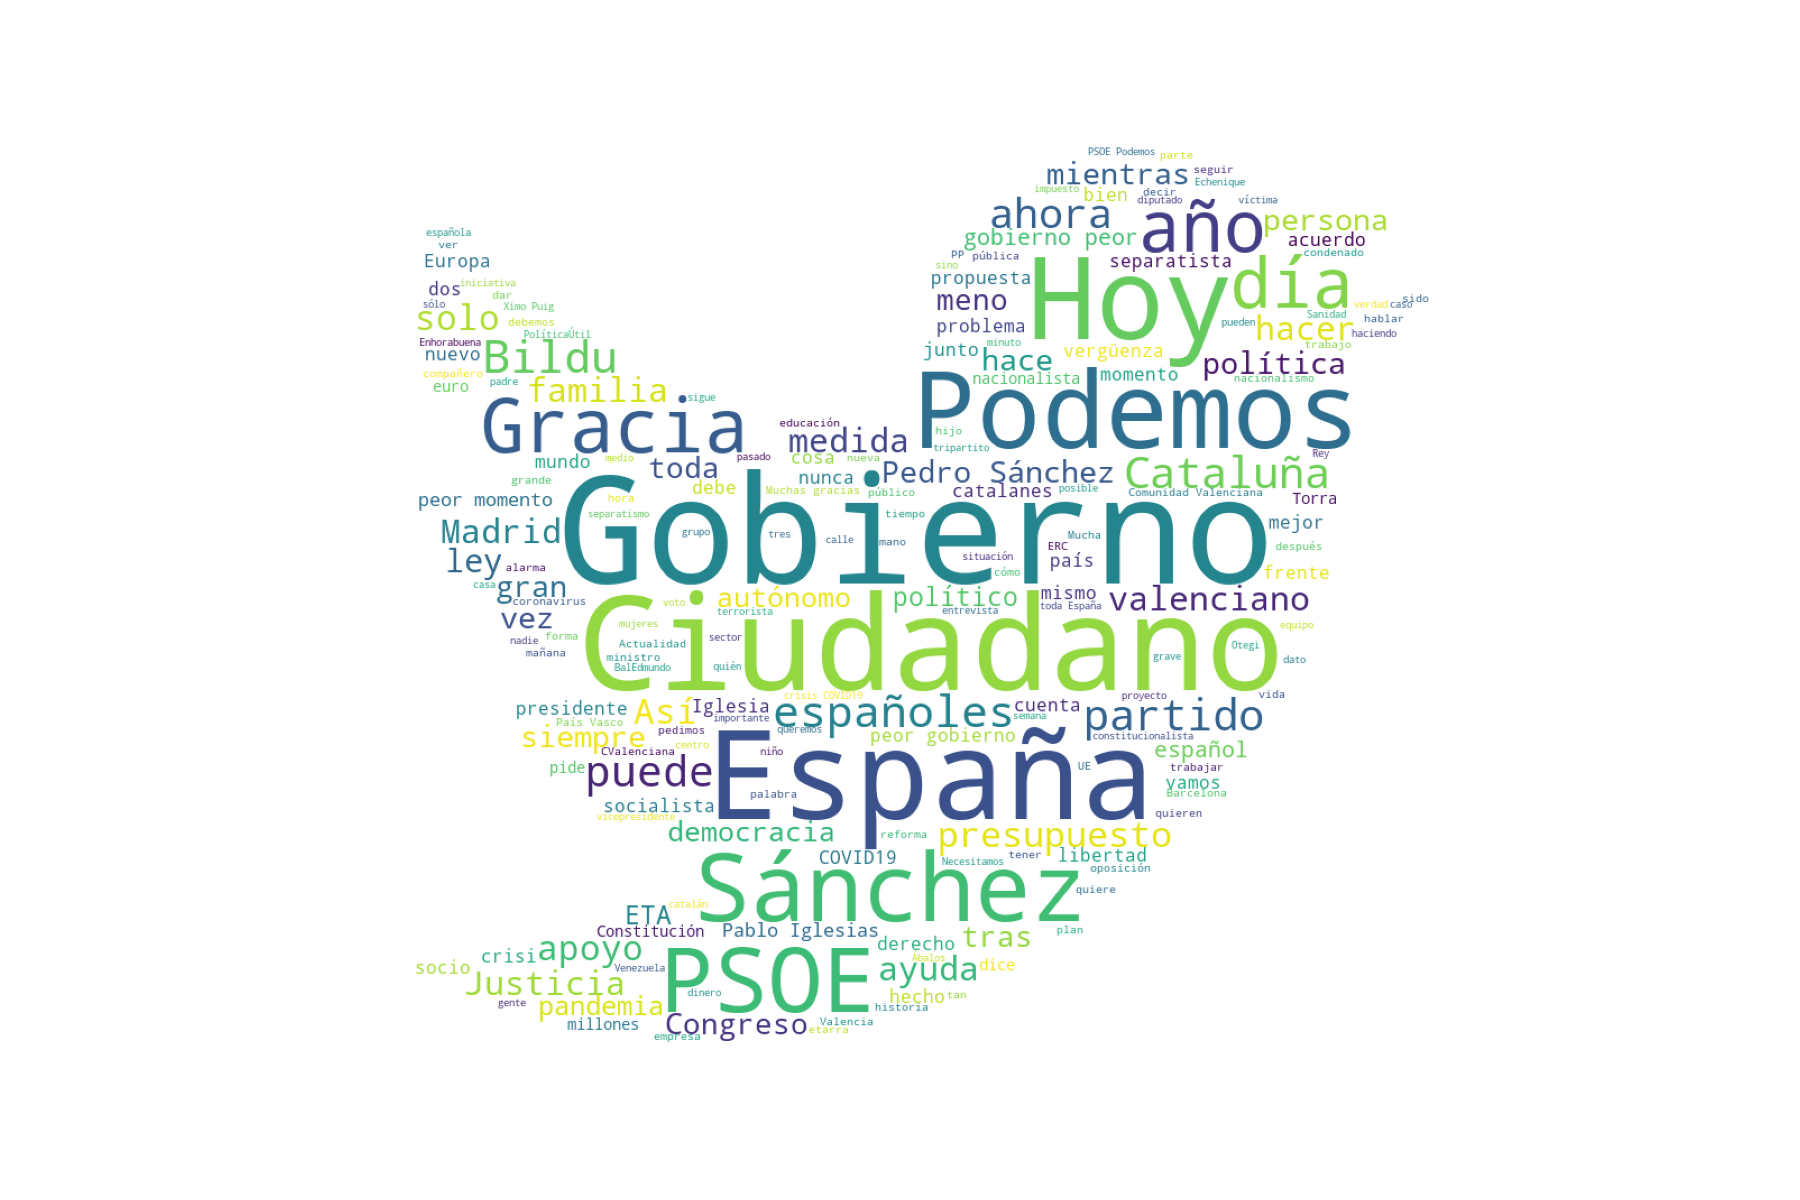 PSOE Podemos parte
mientras seguir
Echenique
impuesto bien decir
diputado víctima
ahora año persona
española
gobierno peor acuerdo
ver
PP pública separatista condenado
Europa
sino
propuesta Hoy día
iniciativa
dos
dar
meno
verdad caso sido
sólo Ximo Puig
solo debemos
Sanidad
hablar
problema pueden hacer
PolíticaÚtil
haciendo
Enhorabuena
nuevo Bildu
junto minuto
trabajo
hace vergüenza política
compañero padre
nacionalista momento nacionalismo
euro familia
sigue
Podemos
Gracia
educación
medida hijo
tripartito
mundo medio pasado cosa nueva
Rey
toda
grande
nunca Pedro Sánchez Cataluña
debe Muchas gracias público catalanes posible Comunidad Valenciana Torra
peor momento hora
separatismo
tiempo
Gobierno
mejor
Madrid
grupo tres calle mano
Mucha
ERC después
situación país
ley alarma
cómo
frente
casa gran
coronavirus
autónomo político mismo valenciano
voto
toda España
vez
terrorista entrevista
mujeres
equipo
nadie forma
sector
Ciudadano
Actualidad
Otegi
mañana
ministro
grave dato
BalEdmundo quién
crisis COVID19
proyecto vida
presidente Así Iglesia españoles cuenta partido
importante semana
País Vasco pedimos queremos
siempre peor gobierno constitucionalista
centro
CValenciana niño español
pide puede España UE trabajar
vamos
palabra Barcelona
socialista quieren
vicepresidente
democracia reforma presupuesto
COVID19 tener libertad
Necesitamos
oposición
Sánchez quiere
catalán
ETA
Constitución Pablo Iglesias plan
derecho tras
crisi apoyo
Ábalos
socio Venezuela PSOE ayuda dice
Justicia
dinero
gente pandemia hecho tan
historia
millones Congreso Valencia
etarra
empresa